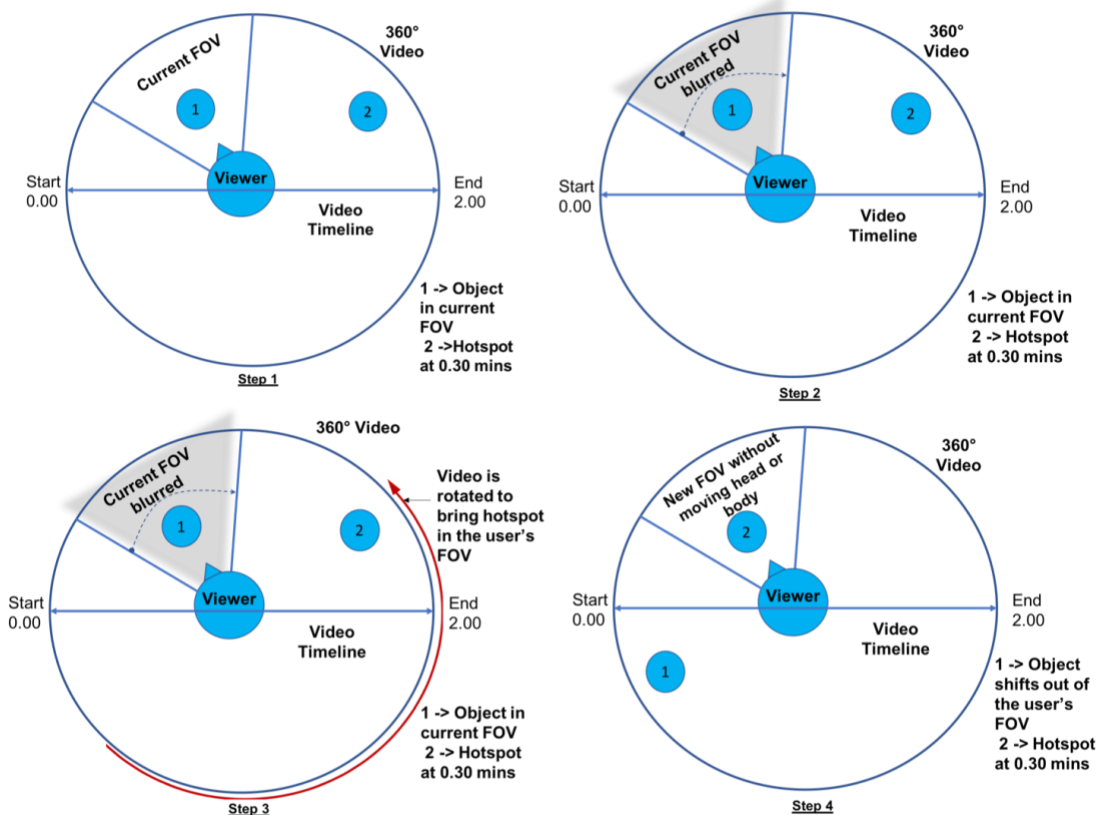 360°
Video
Current FOV
1
2
Viewer
Start
0.00
End
2.00
Video
Timeline
1 -> Object
in current
FOV
2 ->Hotspot
at 0.30 mins
Step 1
360°
Video
Current FOV
blurred
1
2
Viewer
Start
0.00
End
2.00
Video
Timeline
1 -> Object in
current FOV
2 -> Hotspot
at 0.30 mins
Step 2
360° Video
Current FOV
blurred
Video is
rotated to
bring hotspot
in the user's
FOV
1
2
Viewer
Start
0.00
End
2.00
Video
Timeline
1 -> Object in
current FOV
2 -> Hotspot
at 0.30 mins
Step 3
360°
Video
New FOV without
moving head or
body
2
Viewer
Start
0.00
End
2.00
Video
Timeline
1
1 -> Object
shifts out of
the user's
FOV
2 -> Hotspot
at 0.30 mins
Step 4